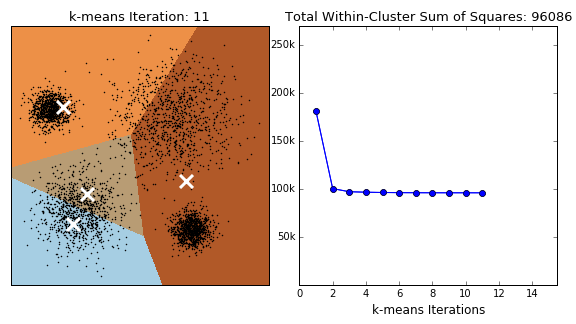 k-means Iteration: 11
Total Within-Cluster Sum of Squares: 96086
250k
200k
150k
100k
50k
0 2 4 6 8 10 12 14
k-means Iterations